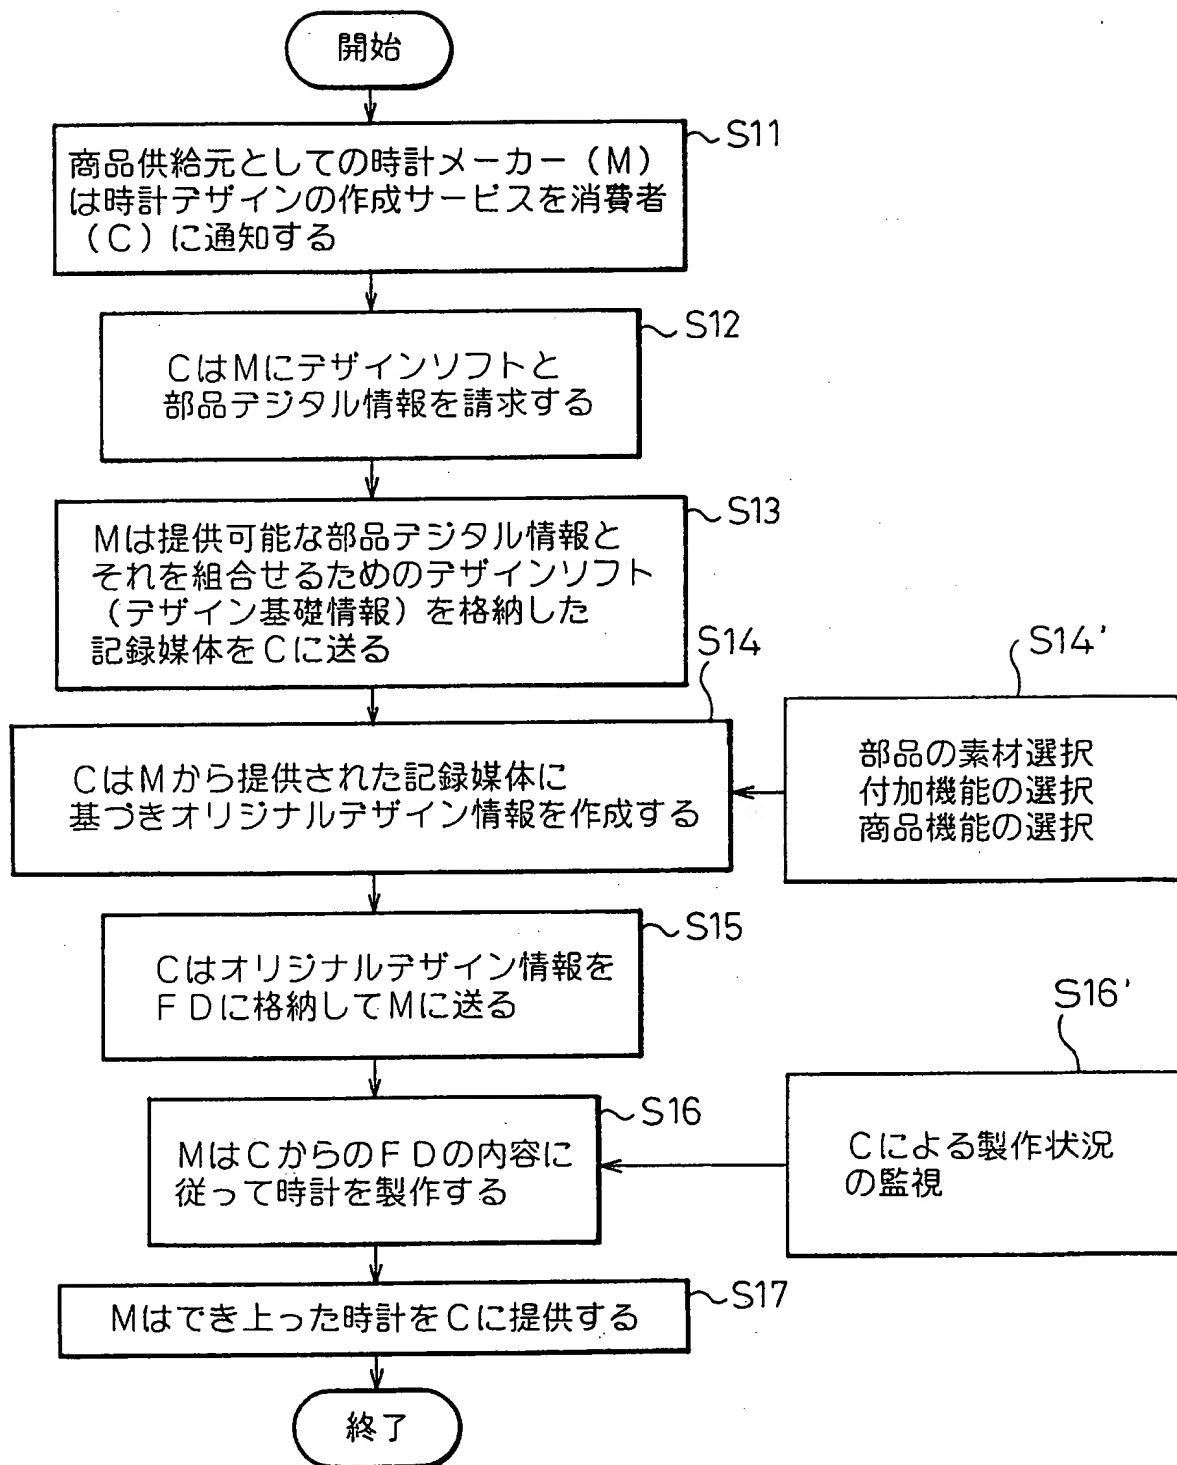 開始
S11
商品供給元としての時計メーカー（M）
は時計デザインの作成サービスを消費者
（C）に通知する
S12
CはMにデザインソフトと
部品デジタル情報を請求する
S13
Mは提供可能な部品デジタル情報と
それを組合せるためのデザインソフト
（デザイン基礎情報）を格納した
記録媒体をCに送る
S14
CはMから提供された記録媒体に
基づきオリジナルデザイン情報を作成する
S14'
部品の素材選択
付加機能の選択
商品機能の選択
S15
Cはオリジナルデザイン情報を
FDに格納してMに送る
S16
MはCからのFDの内容に
従って時計を製作する
S16'
Cによる製作状況
の監視
S17
Mはでき上った時計をCに提供する
終了